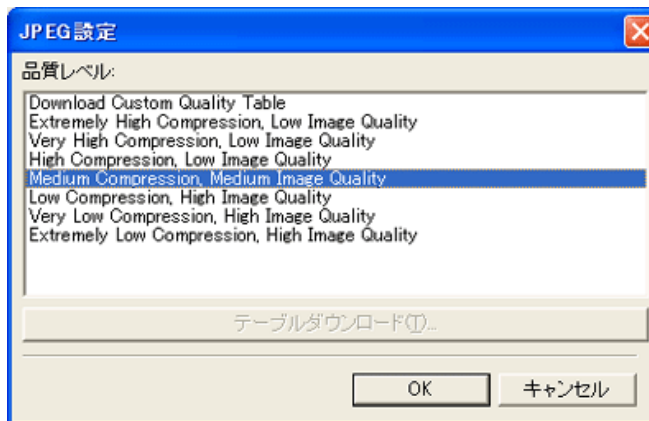 JPEG設定
品質レベル:
Download Custom Quality Table
Extremely High Compression, Low Image Quality
Very High Compression, Low Image Quality
High Compression, Low Image Quality
Medium Compression, Medium Image Quality
Low Compression, High Image Quality
Very Low Compression, High Image Quality
Extremely Low Compression, High Image Quality
テーブルダウンロード(T)...
OK キャンセル